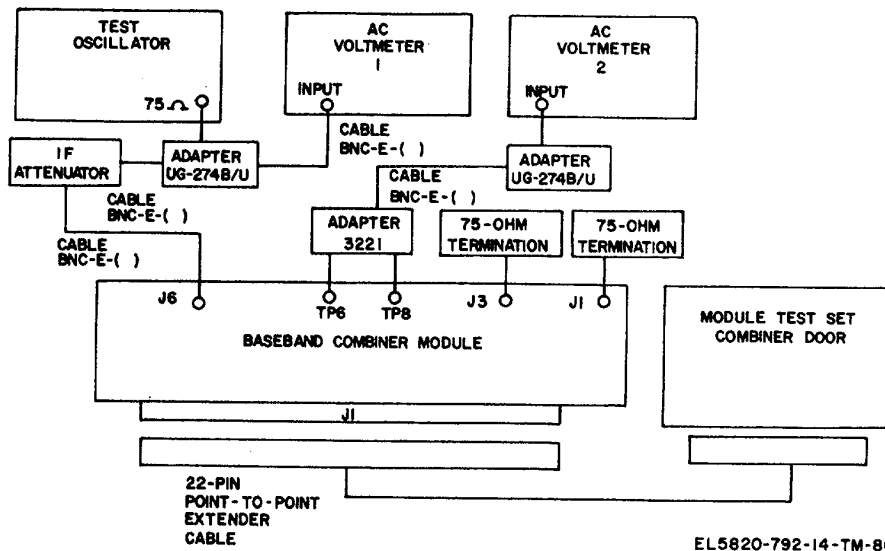 TEST
OSCILLATOR
75Ω
AC
VOLTMETER
1
INPUT
AC
VOLTMETER
2
INPUT
IF
ATTENUATOR
ADAPTER
UG-274B/U
CABLE
BNC-E-( )
ADAPTER
UG-274B/U
CABLE
BNC-E-( )
CABLE
BNC-E-( )
CABLE
BNC-E-( )
ADAPTER
3221
75-OHM
TERMINATION
75-OHM
TERMINATION
J6
TP6
TP8
J3
J1
BASEBAND COMBINER MODULE
MODULE TEST SET
COMBINER DOOR
J1
22-PIN
POINT-TO-POINT
EXTENDER
CABLE